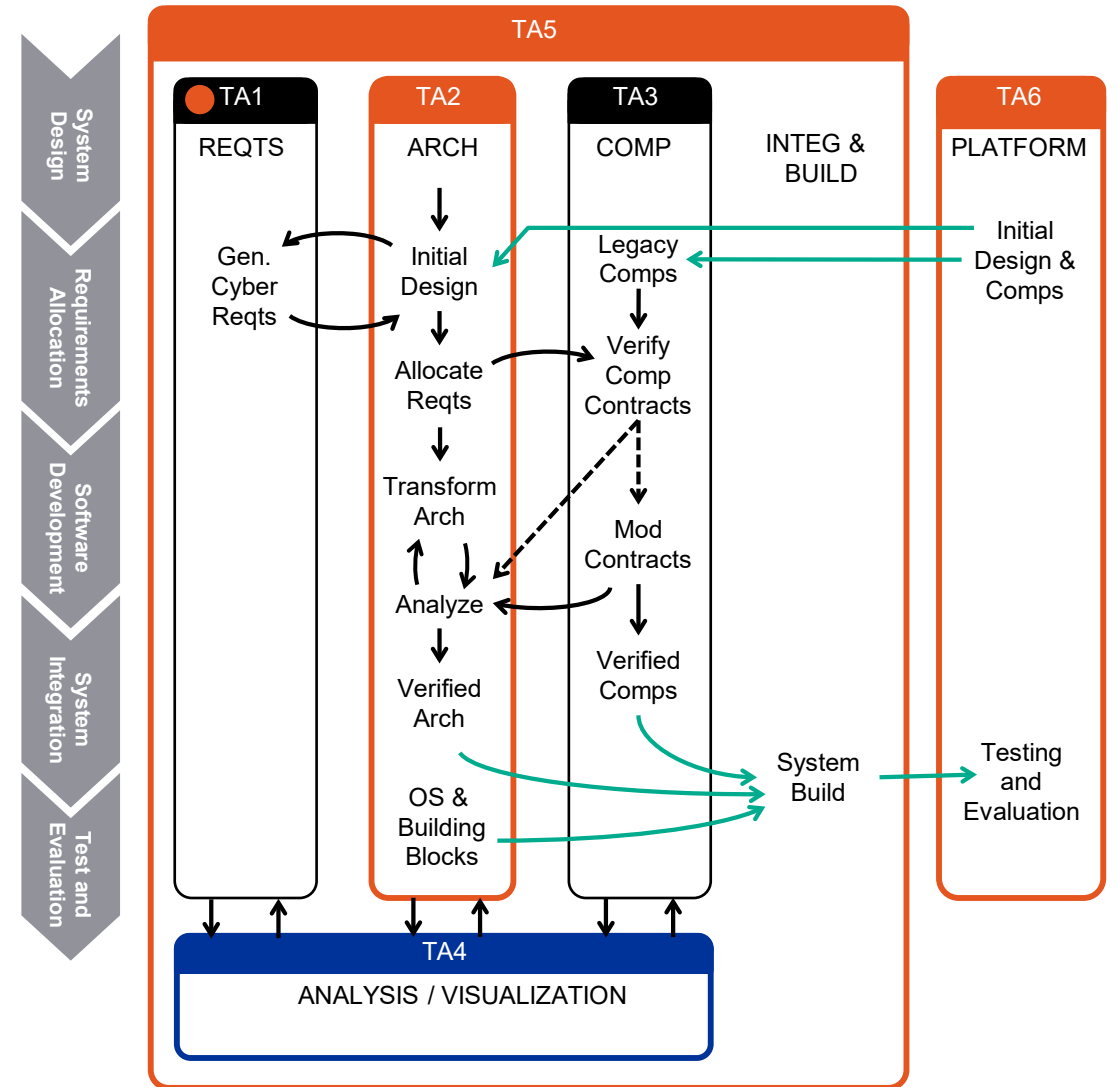 TA5
System
Design
Requirements
Allocation
Software
Development
System
Integration
Test and
Evaluation
TA1
REQTS
Gen.
Cyber
Reqts
TA2
ARCH
Initial
Design
Allocate
Reqts
Transform
Arch
Analyze
Verified
Arch
OS &
Building
Blocks
TA3
COMP
Legacy
Comps
Verify
Comp
Contracts
Mod
Contracts
Verified
Comps
INTEG &
BUILD
System
Build
TA6
PLATFORM
Initial
Design &
Comps
Testing
and
Evaluation
TA4
ANALYSIS / VISUALIZATION